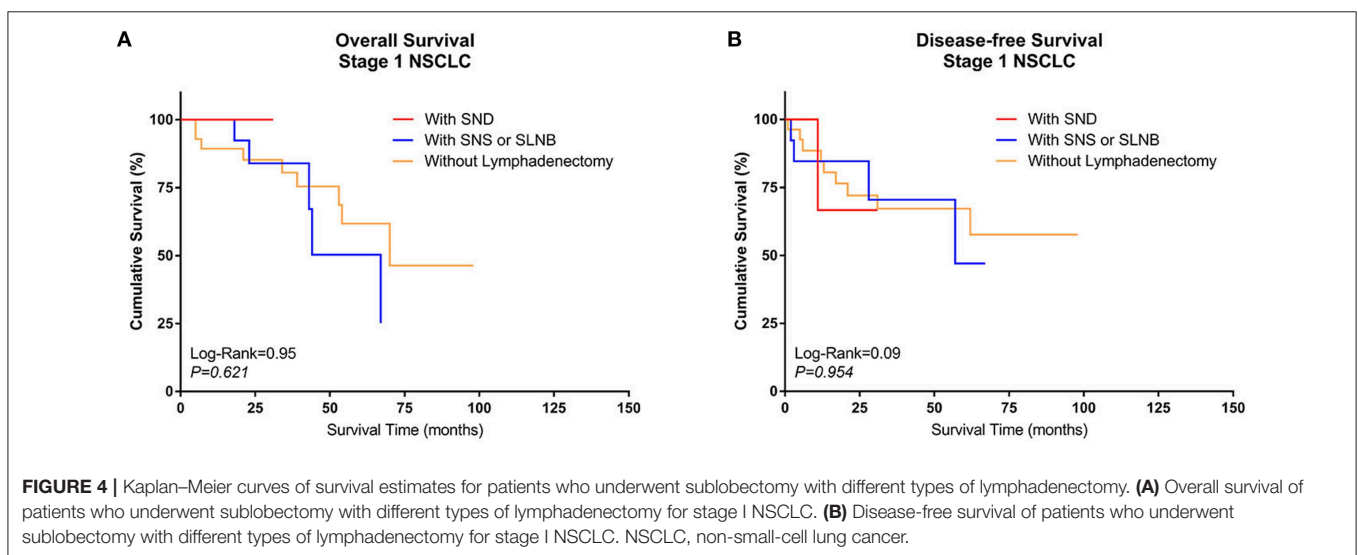 A
Overall Survival
Stage 1 NSCLC
Cumulative Survival (%)
100
75
50
25
0
With SND
With SNS or SLNB
Without Lymphadenectomy
Log-Rank=0.95
P=0.621
0 25 50 75 100 125 150
Survival Time (months)
B
Disease-free Survival
Stage 1 NSCLC
Cumulative Survival (%)
100
75
50
25
0
With SND
With SNS or SLNB
Without Lymphadenectomy
Log-Rank=0.09
P=0.954
0 25 50 75 100 125 150
Survival Time (months)
FIGURE 4 | Kaplan–Meier curves of survival estimates for patients who underwent sublobectomy with different types of lymphadenectomy. (A) Overall survival of
patients who underwent sublobectomy with different types of lymphadenectomy for stage I NSCLC. (B) Disease-free survival of patients who underwent
sublobectomy with different types of lymphadenectomy for stage I NSCLC. NSCLC, non-small-cell lung cancer.